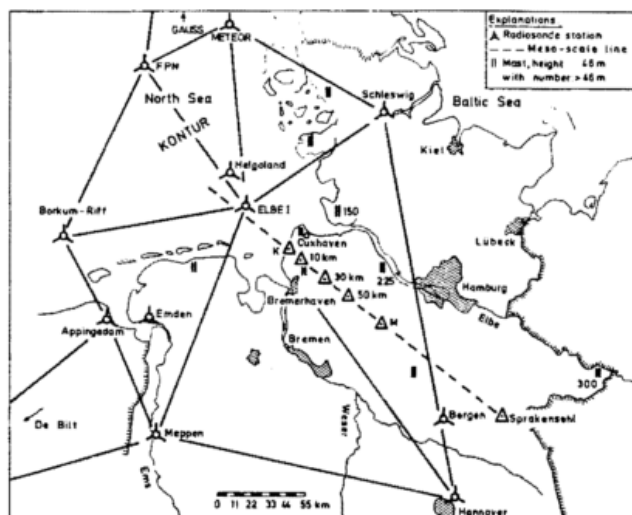 GAUSS
METEOR
Explanations
Radiosonde station
Meso-scale line
Mast, height 48m
with number >48m
FPN
North Sea
Schleswig
Baltic Sea
KONTUR
Kiel
Helgoland
Borkum-Riff
ELBE I
150
Lübeck
Cuxhaven
K
10 km
225
30 km
Hamburg
Bremerhaven
50 km
Elbe
Emden
Appingedam
M
Bremen
300
De Bilt
Weser
Bergen
Sprakensehl
Meppen
Ems
0 11 22 33 44 55 km
Hannover